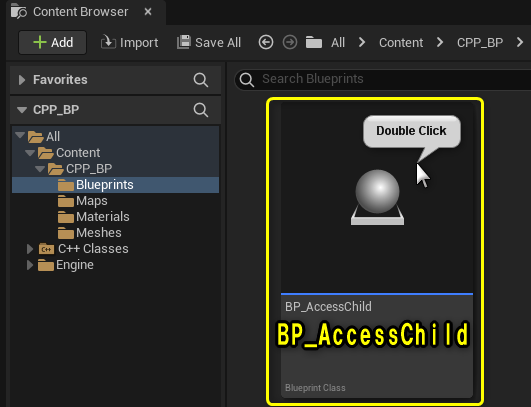 Content Browser ×
+ Add Import Save All All > Content > CPP_BP >
Favorites
CPP_BP
Search Blueprints
All
Content
CPP_BP
Blueprints
Maps
Materials
Meshes
C++ C++ Classes
Engine
Double Click
BP_AccessChild
BP_AccessChild
Blueprint Class